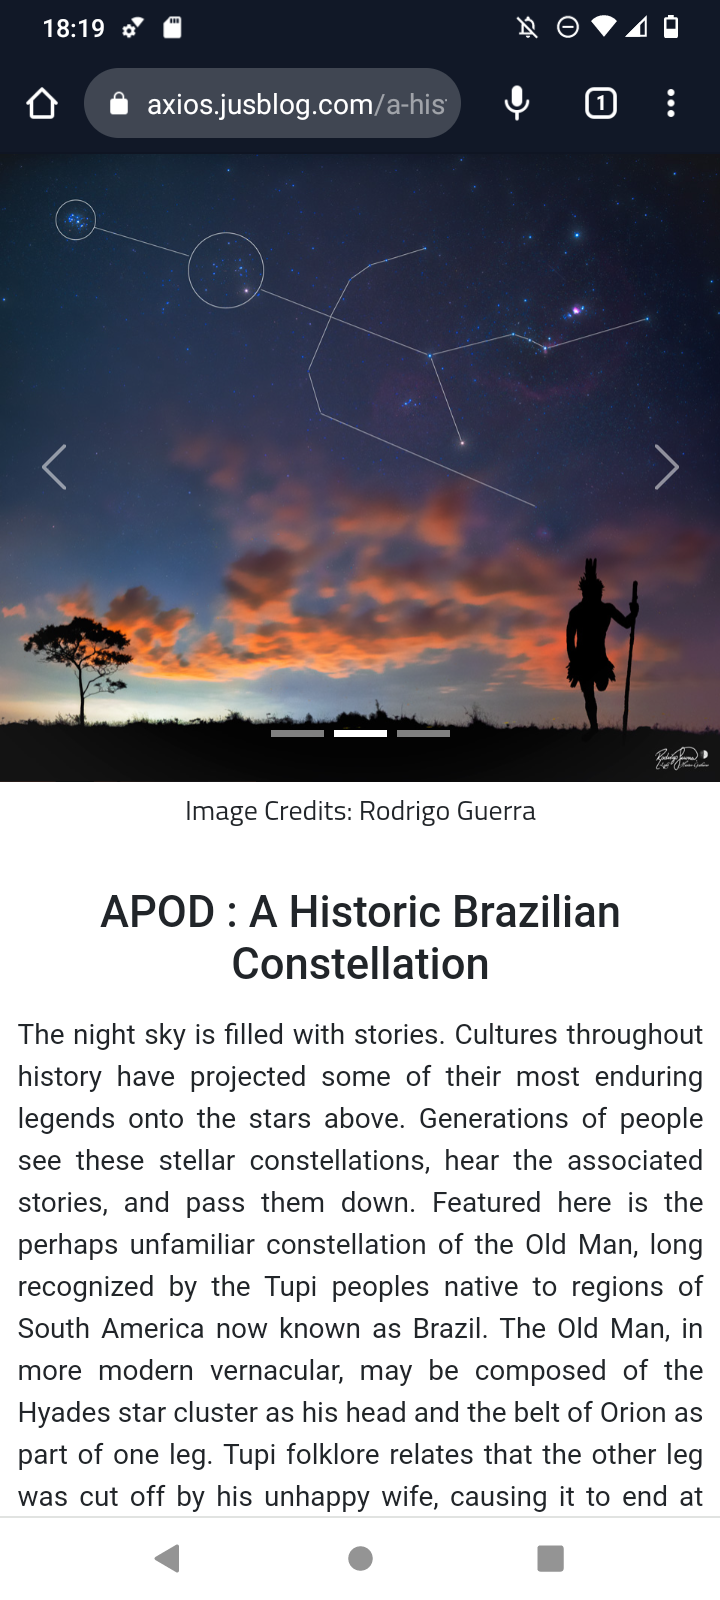 18:19
axios.jusblog.com/a-his
1
Image Credits: Rodrigo Guerra
APOD : A Historic Brazilian
Constellation
The night sky is filled with stories. Cultures throughout
history have projected some of their most enduring
legends onto the stars above. Generations of people
see these stellar constellations, hear the associated
stories, and pass them down. Featured here is the
perhaps unfamiliar constellation of the Old Man, long
recognized by the Tupi peoples native to regions of
South America now known as Brazil. The Old Man, in
more modern vernacular, may be composed of the
Hyades star cluster as his head and the belt of Orion as
part of one leg. Tupi folklore relates that the other leg
was cut off by his unhappy wife, causing it to end at